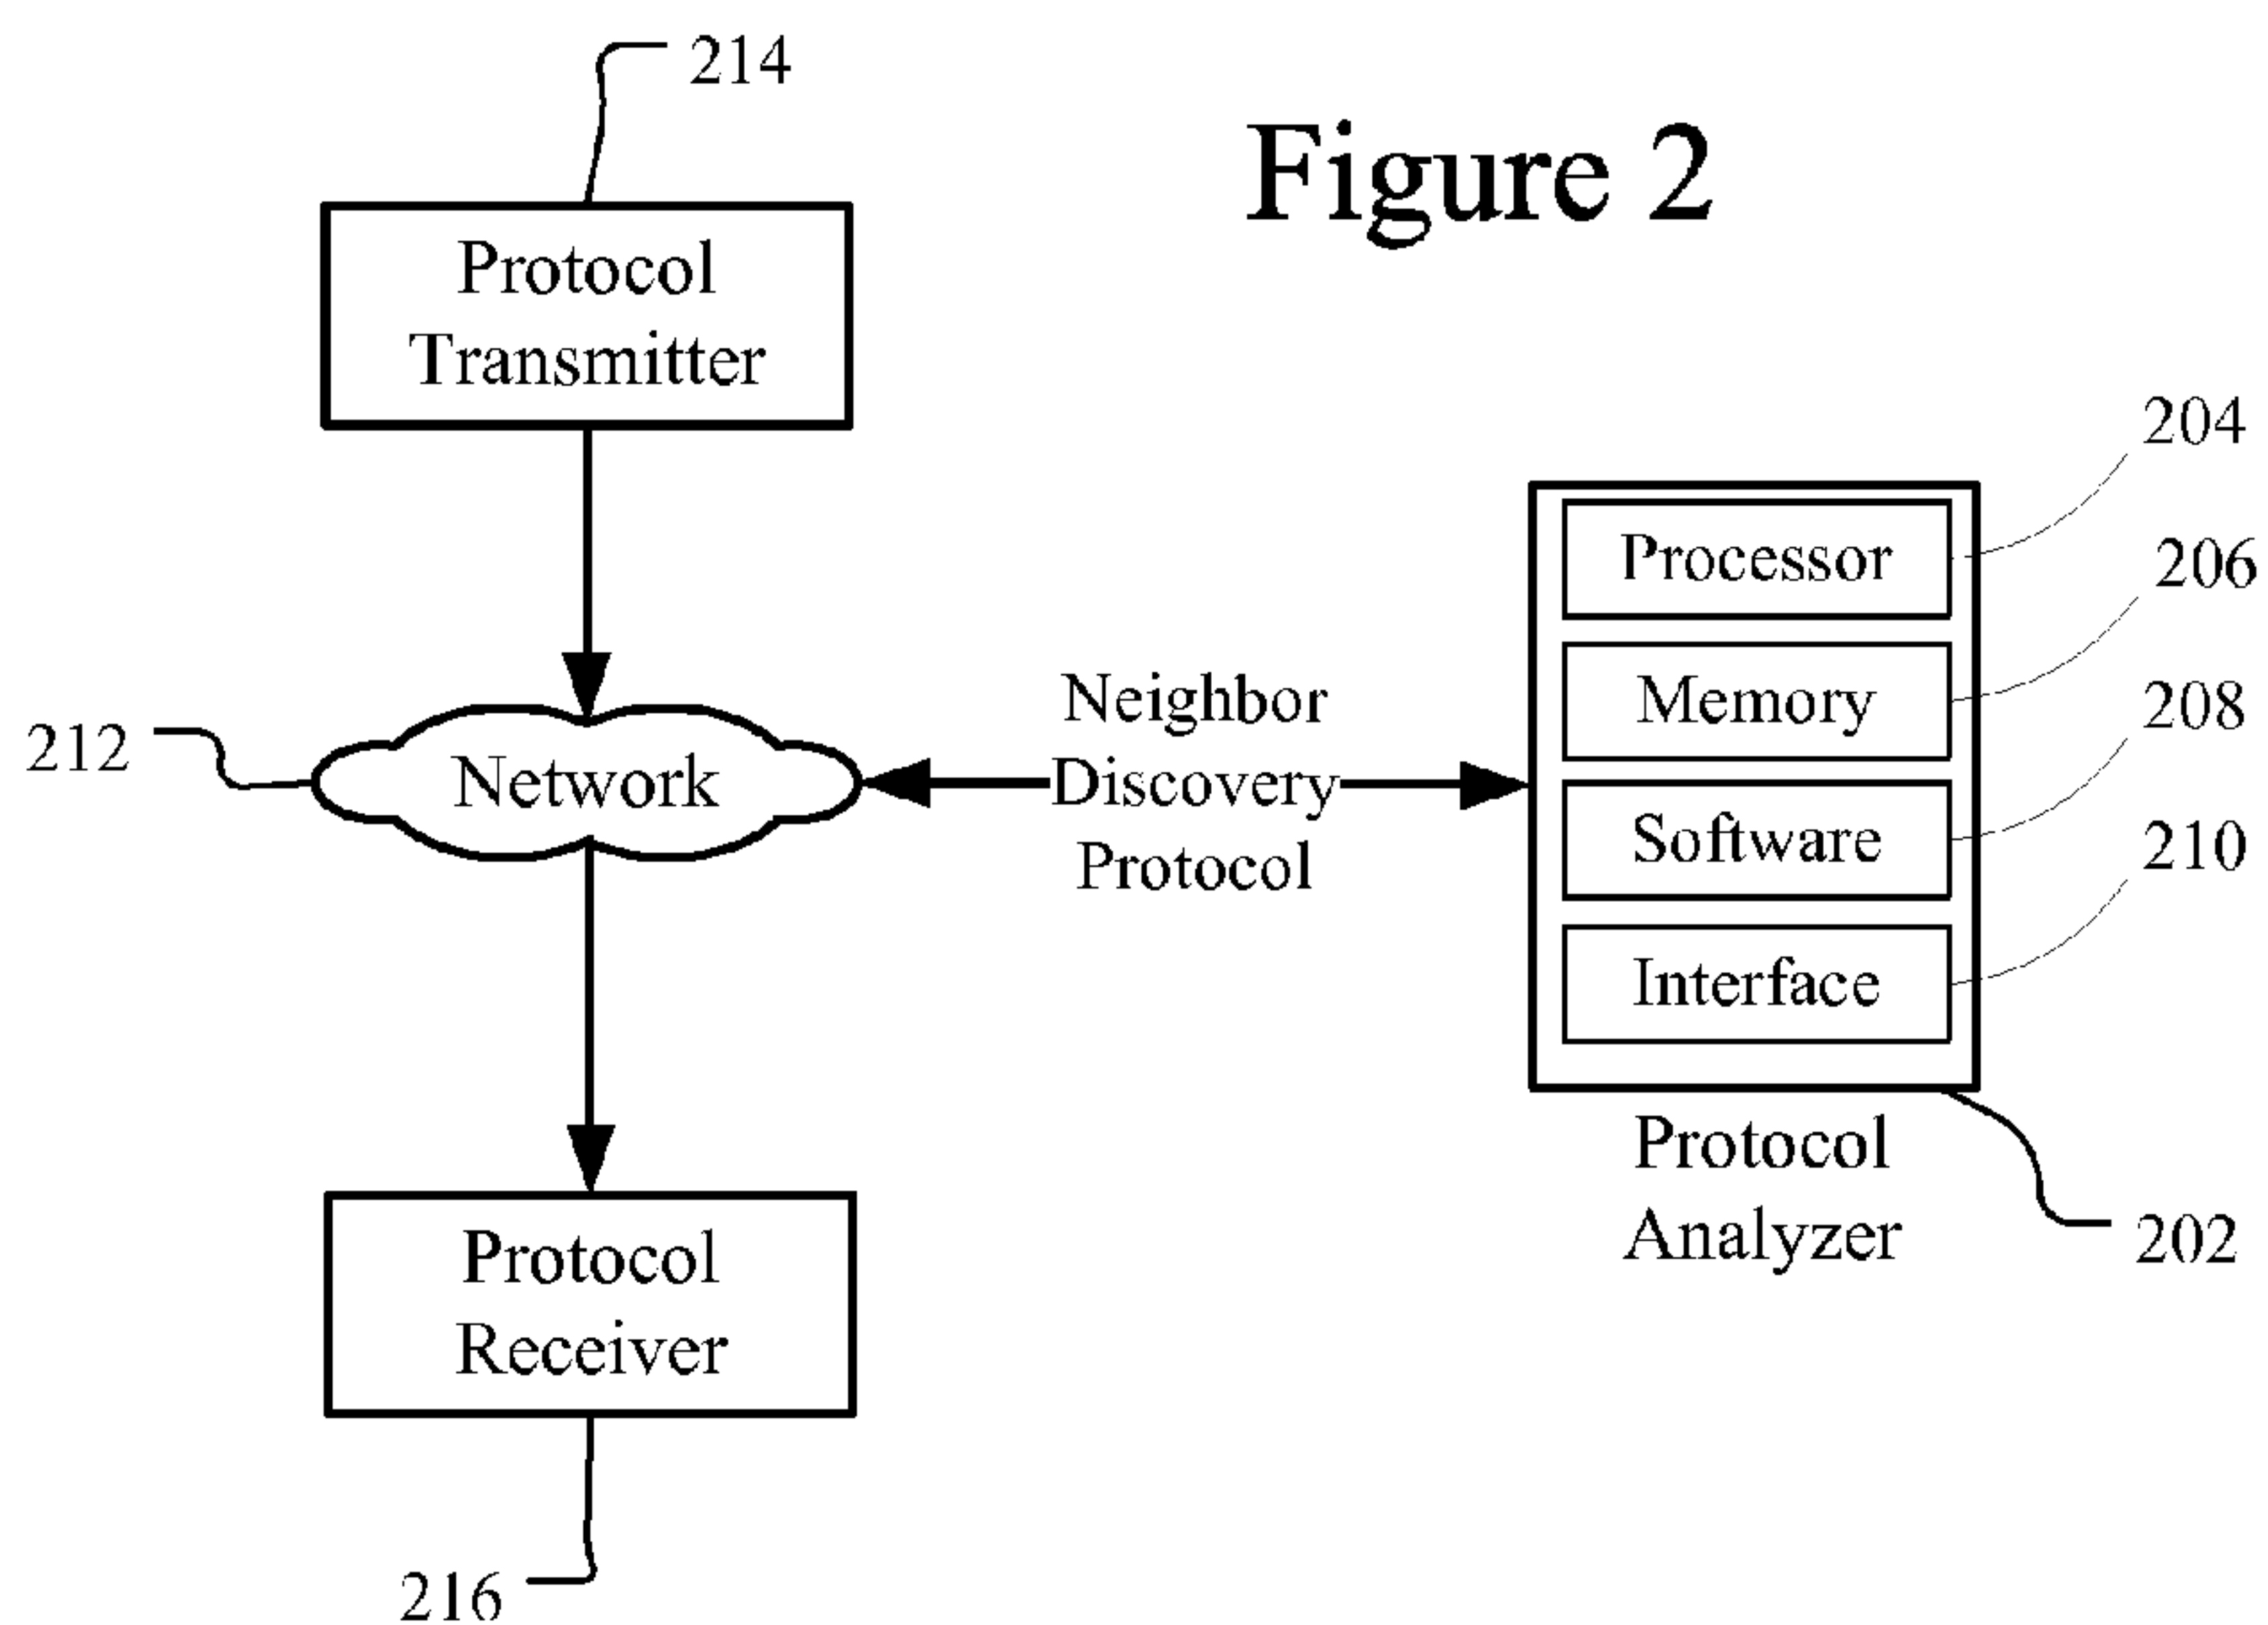 214
Figure 2
Protocol
Transmitter
204
Processor
206
Memory
208
Software
210
Interface
Neighbor
Discovery
Protocol
212
Network
Protocol
Analyzer
202
Protocol
Receiver
216